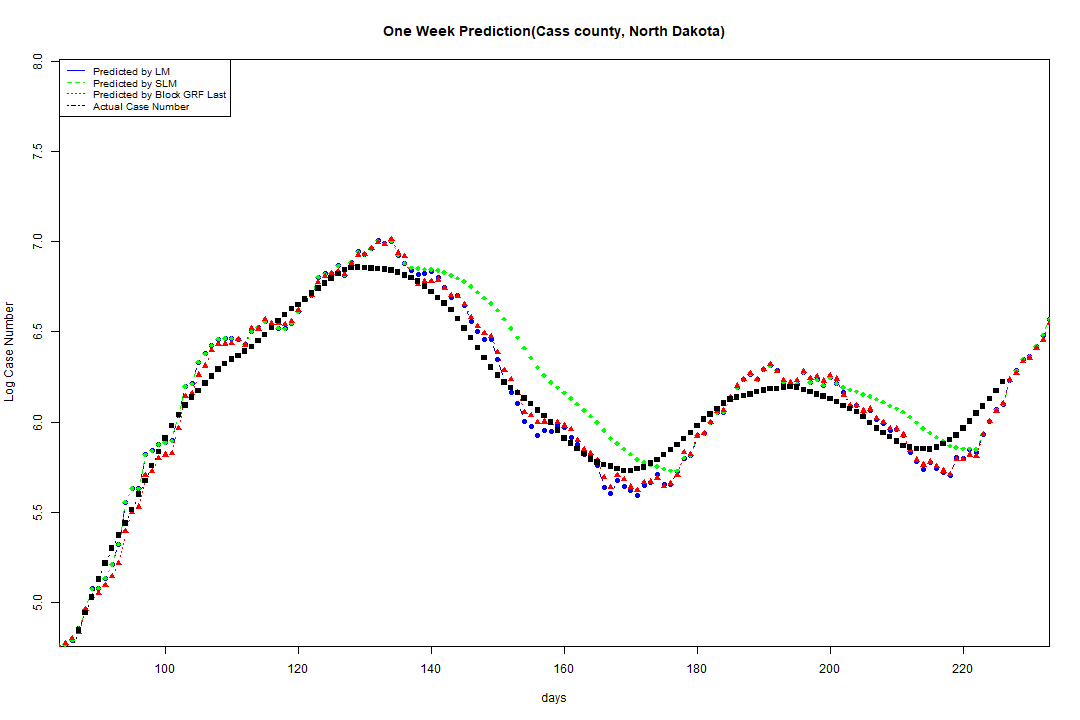 One Week Prediction(Cass county, North Dakota)
Predicted by LM
Predicted by SLM
Predicted by Block GRF Last
Actual Case Number
8.0
7.5
7.0
6.5
6.0
5.5
5.0
Log Case Number
100 120 140 160 180 200 220
days